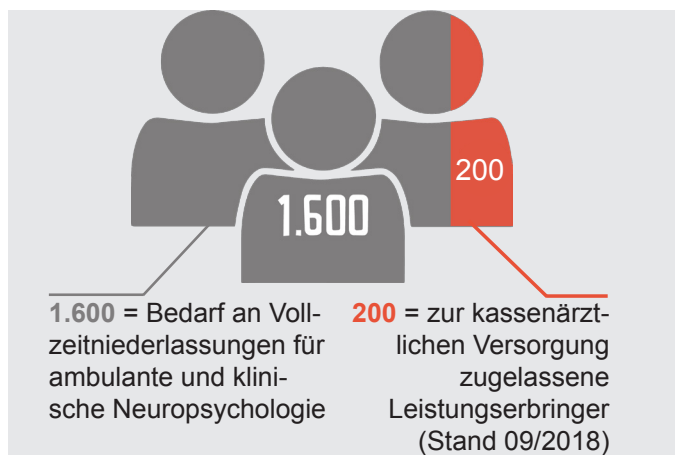 200
1.600
1.600 = Bedarf an Voll-
zeitniederlassungen für
ambulante und klini-
sche Neuropsychologie
200 = zur kassenärzt-
lichen Versorgung
zugelassene
Leistungserbringer
(Stand 09/2018)